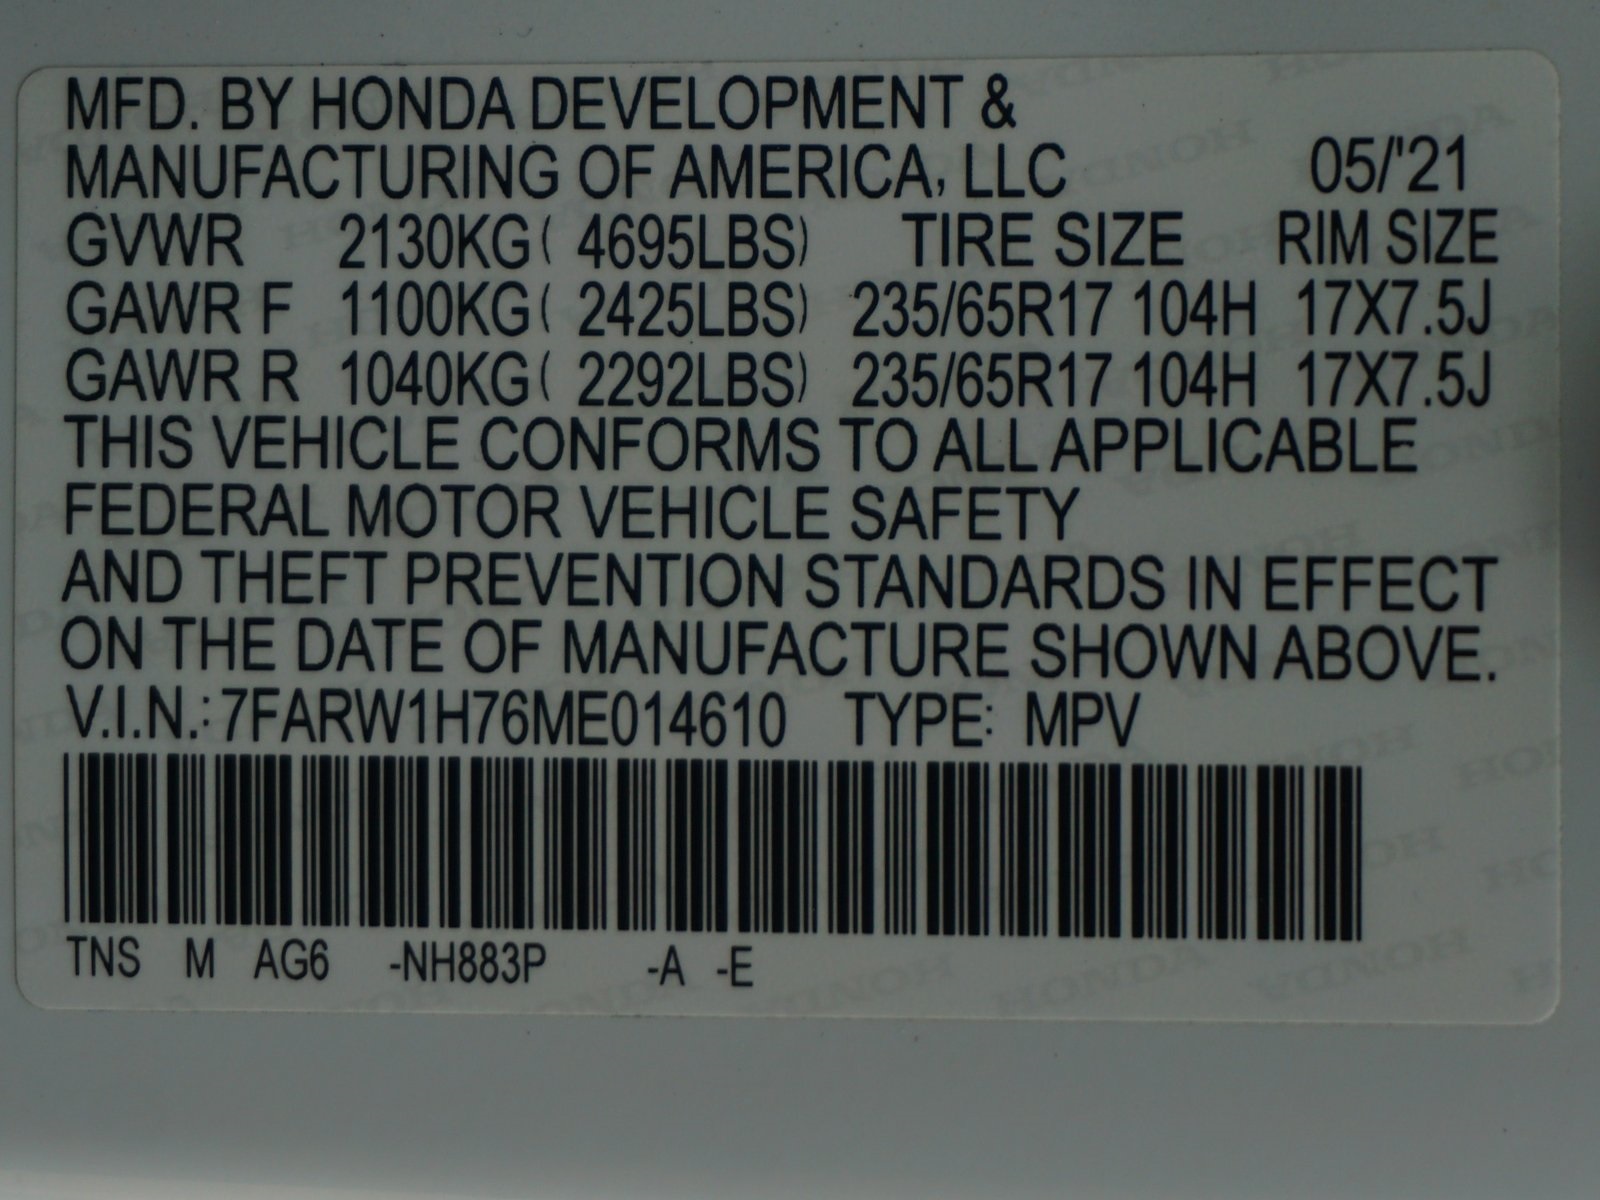 MFD. BY HONDA DEVELOPMENT &
MANUFACTURING OF AMERICA, LLC 05/'21
GVWR 2130KG( 4695LBS) TIRE SIZE RIM SIZE
GAWR F 1100KG( 2425LBS) 235/65R17 104H 17X7.5J
GAWR R 1040KG( 2292LBS) 235/65R17 104H 17X7.5J
THIS VEHICLE CONFORMS TO ALL APPLICABLE
FEDERAL MOTOR VEHICLE SAFETY
AND THEFT PREVENTION STANDARDS IN EFFECT
ON THE DATE OF MANUFACTURE SHOWN ABOVE.
V.I.N.: 7FARW1H76ME014610 TYPE: MPV
TNS M AG6 -NH883P -A -E